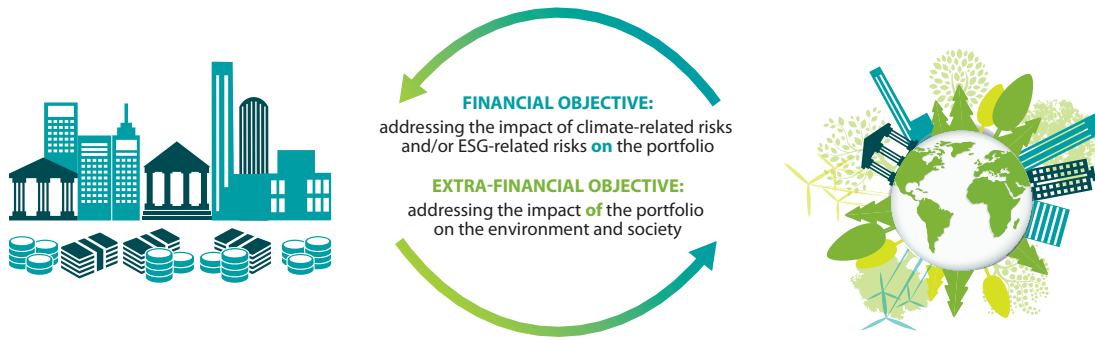 FINANCIAL OBJECTIVE:
addressing the impact of climate-related risks
and/or ESG-related risks on the portfolio
EXTRA-FINANCIAL OBJECTIVE:
addressing the impact of the portfolio
on the environment and society